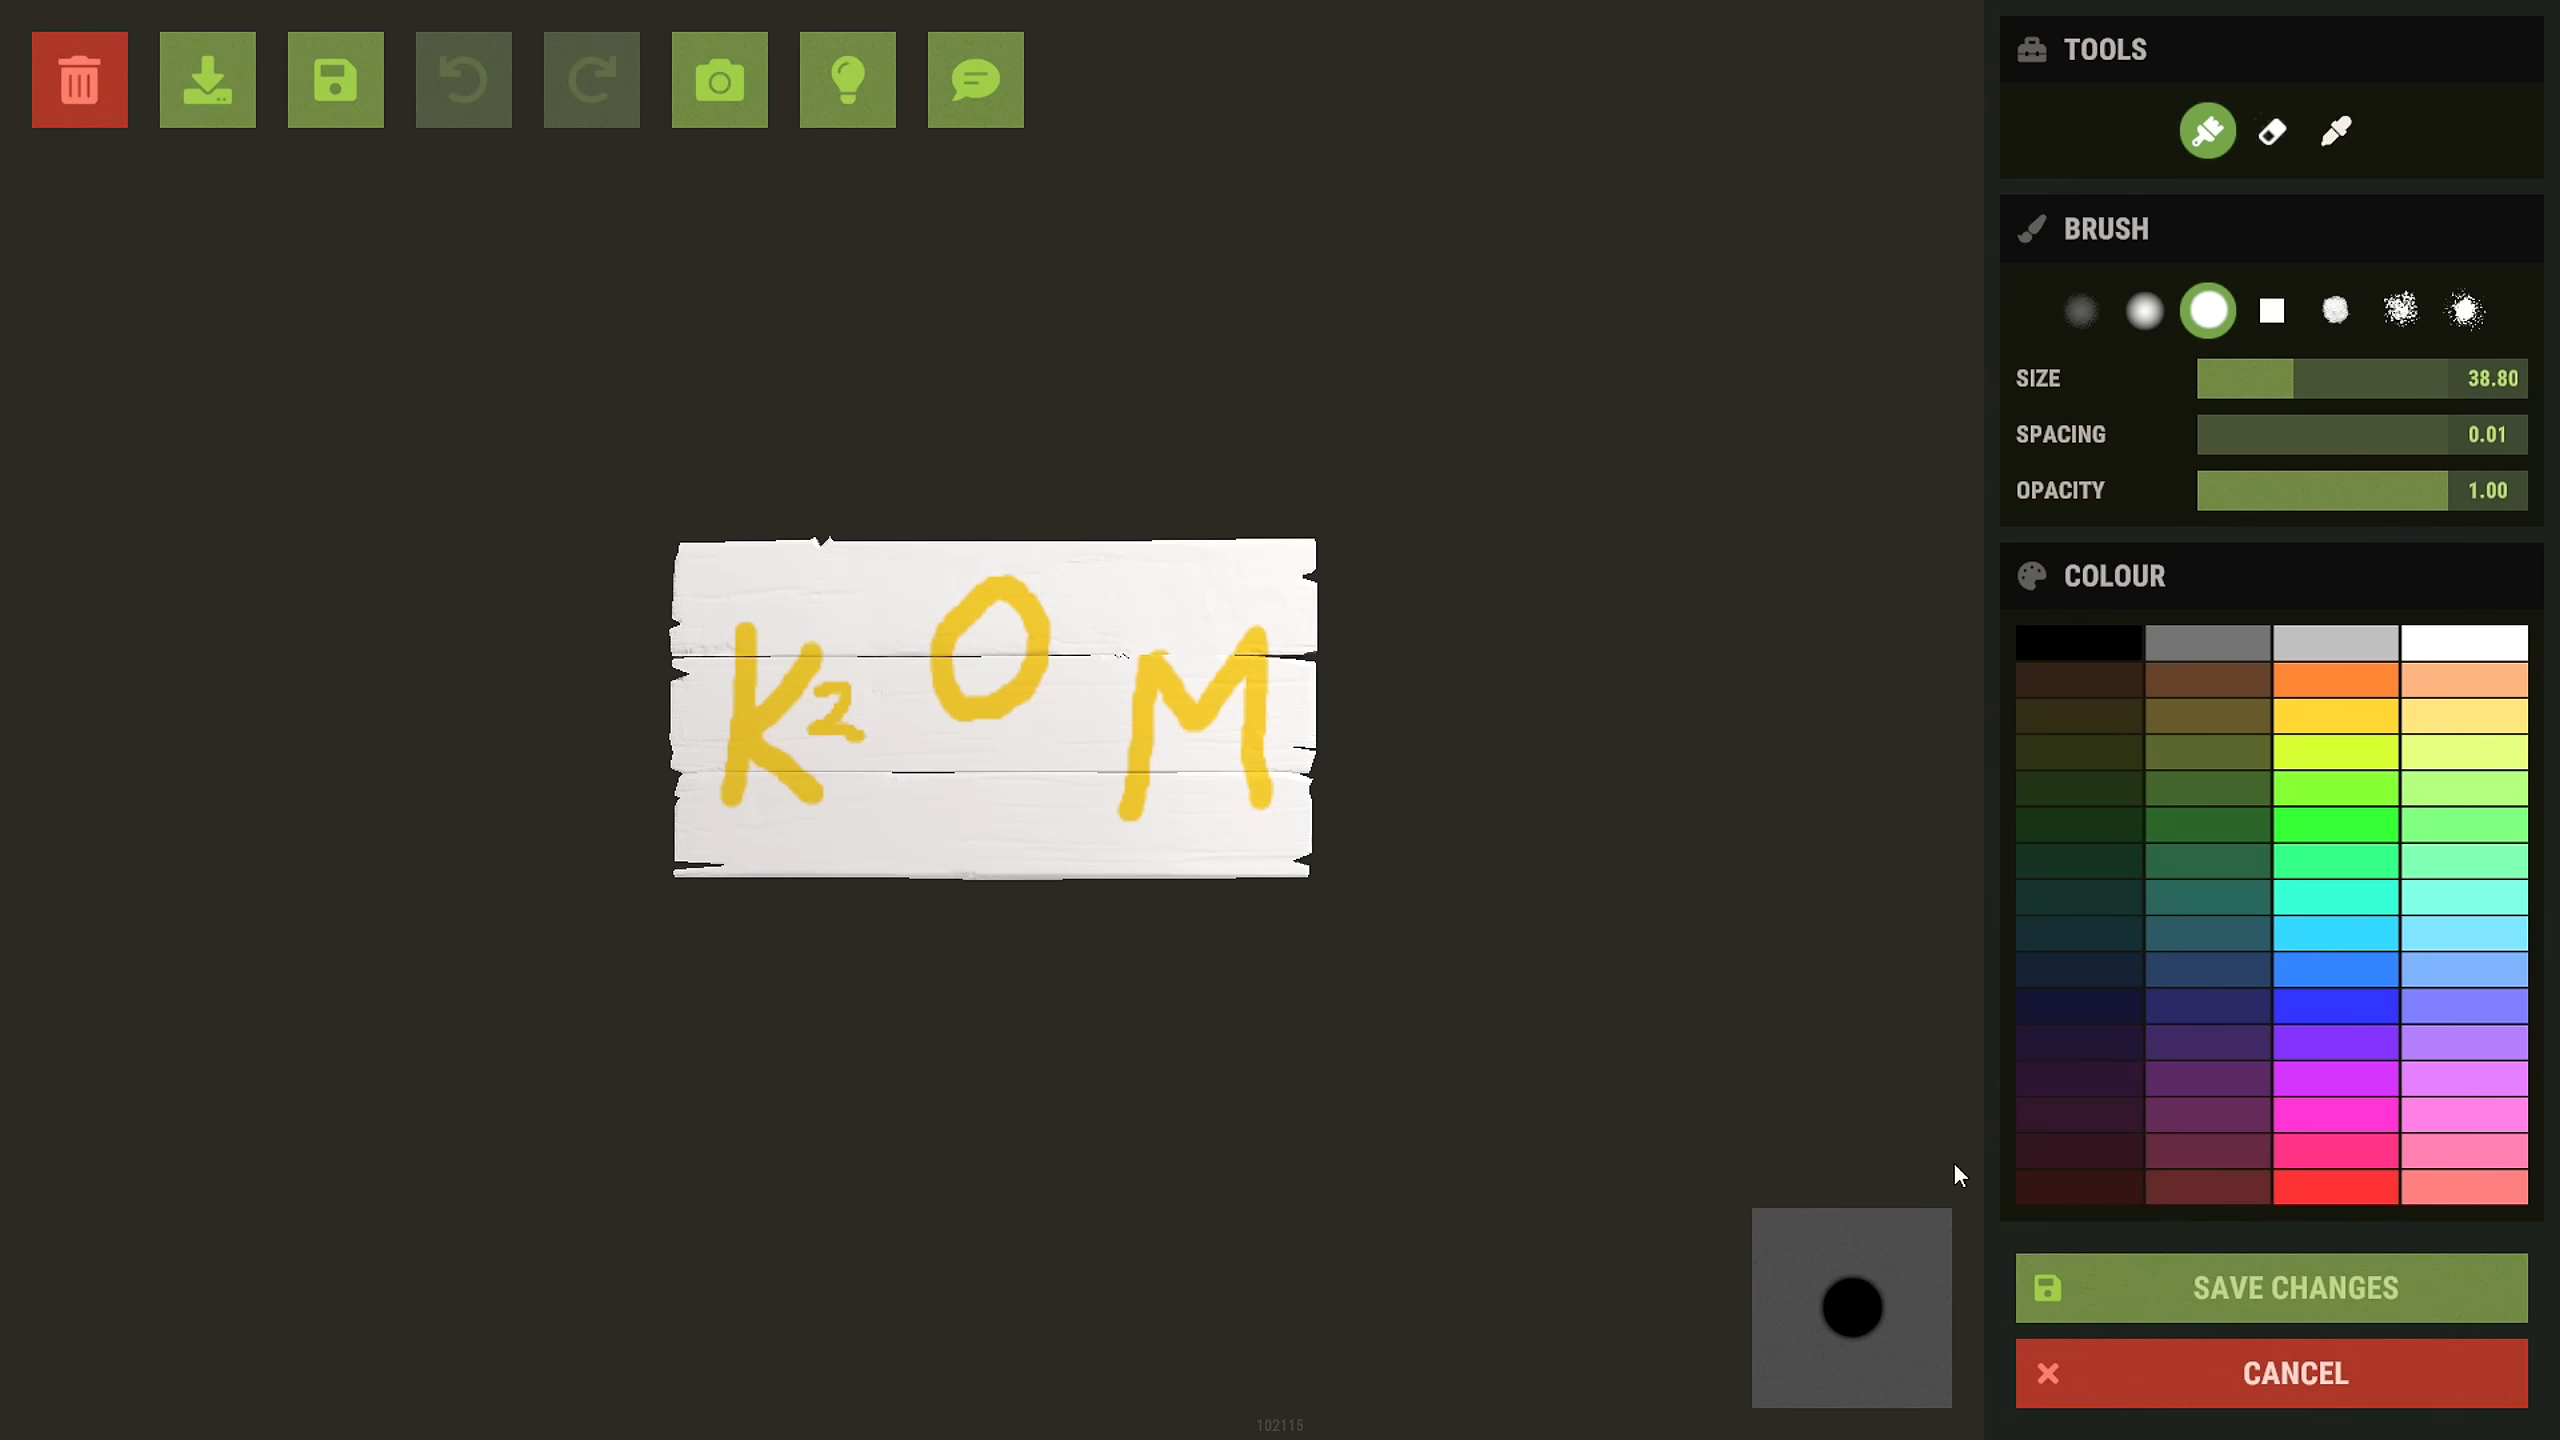 TOOLS
BRUSH
SIZE 38.80
SPACING 0.01
OPACITY 1.00
COLOUR
K² O M
SAVE CHANGES
CANCEL
102115